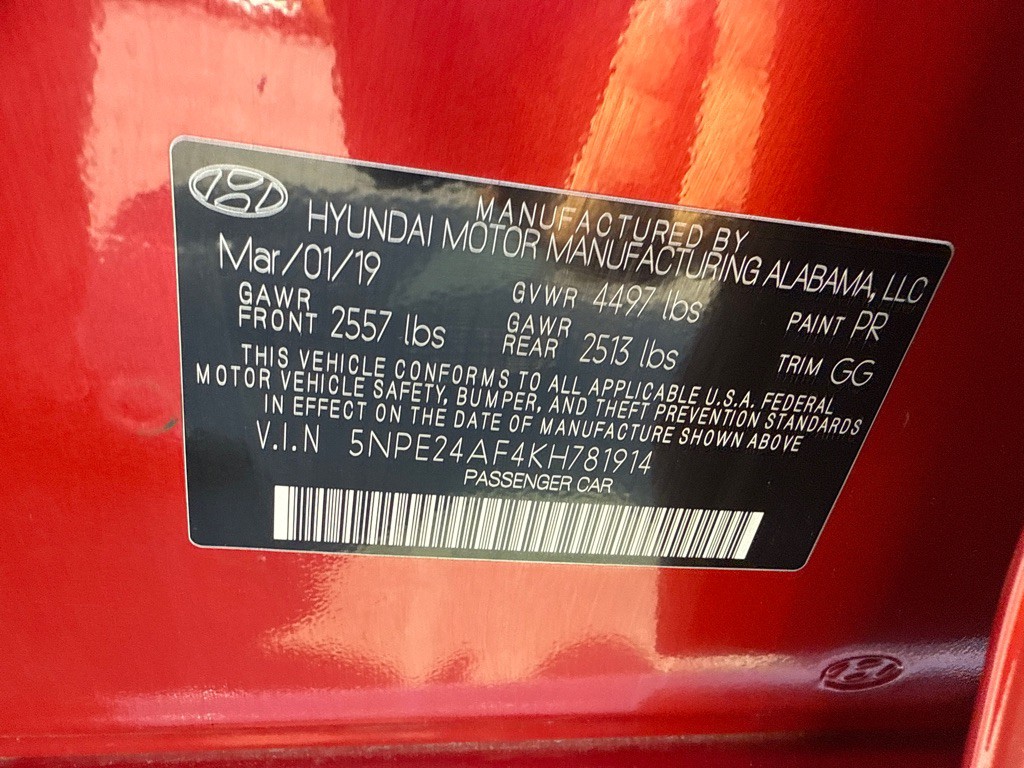 MANUFACTURED BY
HYUNDAI MOTOR MANUFACTURING ALABAMA, LLC
Mar/01/19
GVWR 4497 lbs
PAINT PR
GAWR
FRONT 2557 lbs
GAWR
REAR 2513 lbs
TRIM GG
THIS VEHICLE CONFORMS TO ALL APPLICABLE U.S.A. FEDERAL
MOTOR VEHICLE SAFETY, BUMPER, AND THEFT PREVENTION STANDARDS
IN EFFECT ON THE DATE OF MANUFACTURE SHOWN ABOVE
V.I.N 5NPE24AF4KH781914
PASSENGER CAR